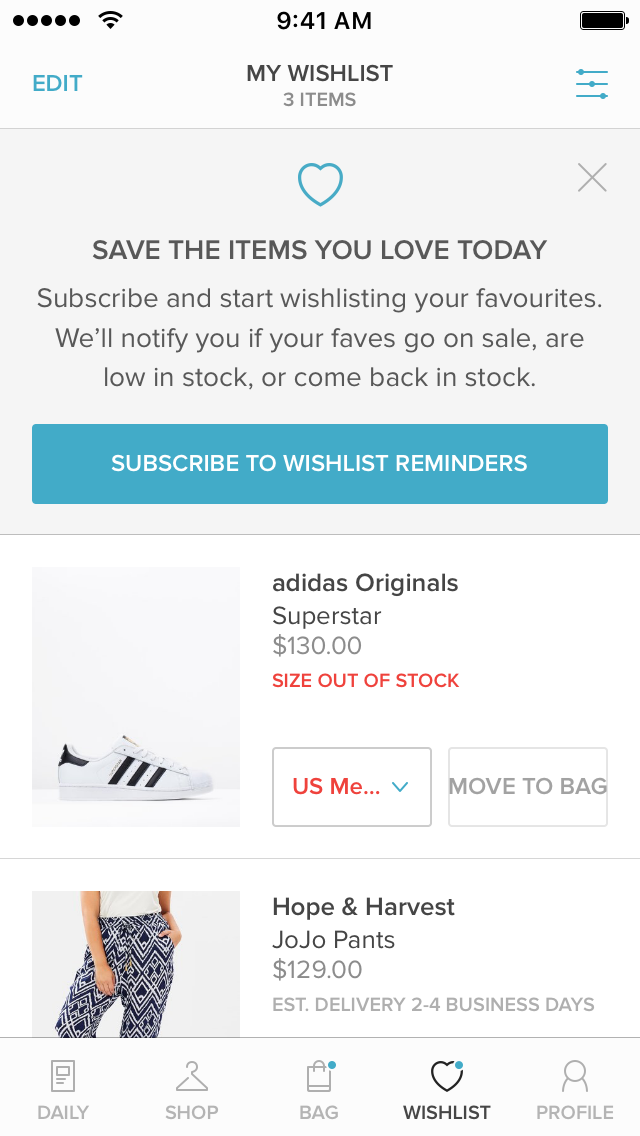 9:41 AM
EDIT
MY WISHLIST
3 ITEMS
SAVE THE ITEMS YOU LOVE TODAY
Subscribe and start wishlisting your favourites.
We’ll notify you if your faves go on sale, are
low in stock, or come back in stock.
SUBSCRIBE TO WISHLIST REMINDERS
adidas Originals
Superstar
$130.00
SIZE OUT OF STOCK
US Me... MOVE TO BAG
Hope & Harvest
JoJo Pants
$129.00
EST. DELIVERY 2-4 BUSINESS DAYS
DAILY SHOP BAG WISHLIST PROFILE